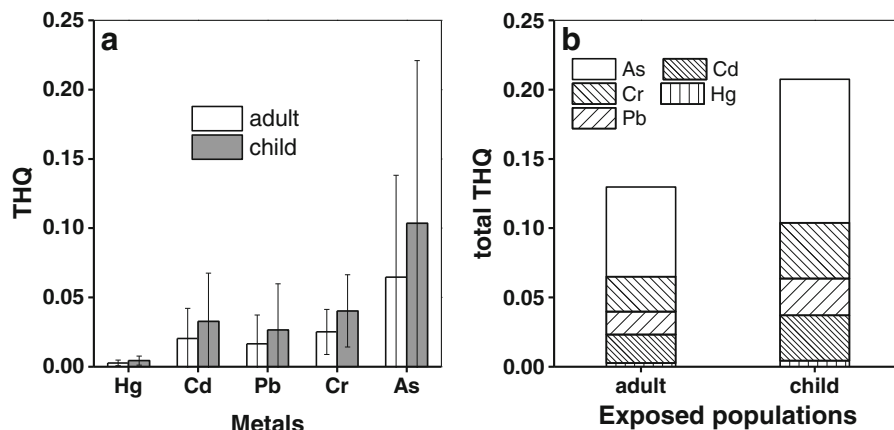 a
0.25
0.20
0.15
0.10
0.05
0.00
THQ
adult
child
Hg Cd Pb Cr As
Metals
b
0.25
0.20
0.15
0.10
0.05
0.00
total THQ
As Cd
Cr Hg
Pb
adult child
Exposed populations